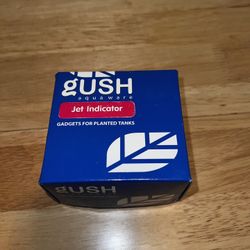 gUSH
aquaware
Jet Indicator
GADGETS FOR PLANTED TANKS
gUSH